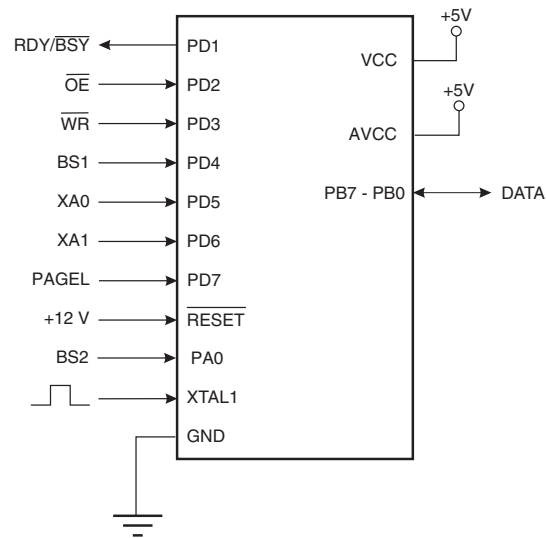 RDY/BSY
PD1
+5V
VCC
OE
PD2
+5V
WR
PD3
AVCC
BS1
PD4
XA0
PD5
PB7 - PB0
DATA
XA1
PD6
PAGEL
PD7
+12 V
RESET
BS2
PA0
XTAL1
GND